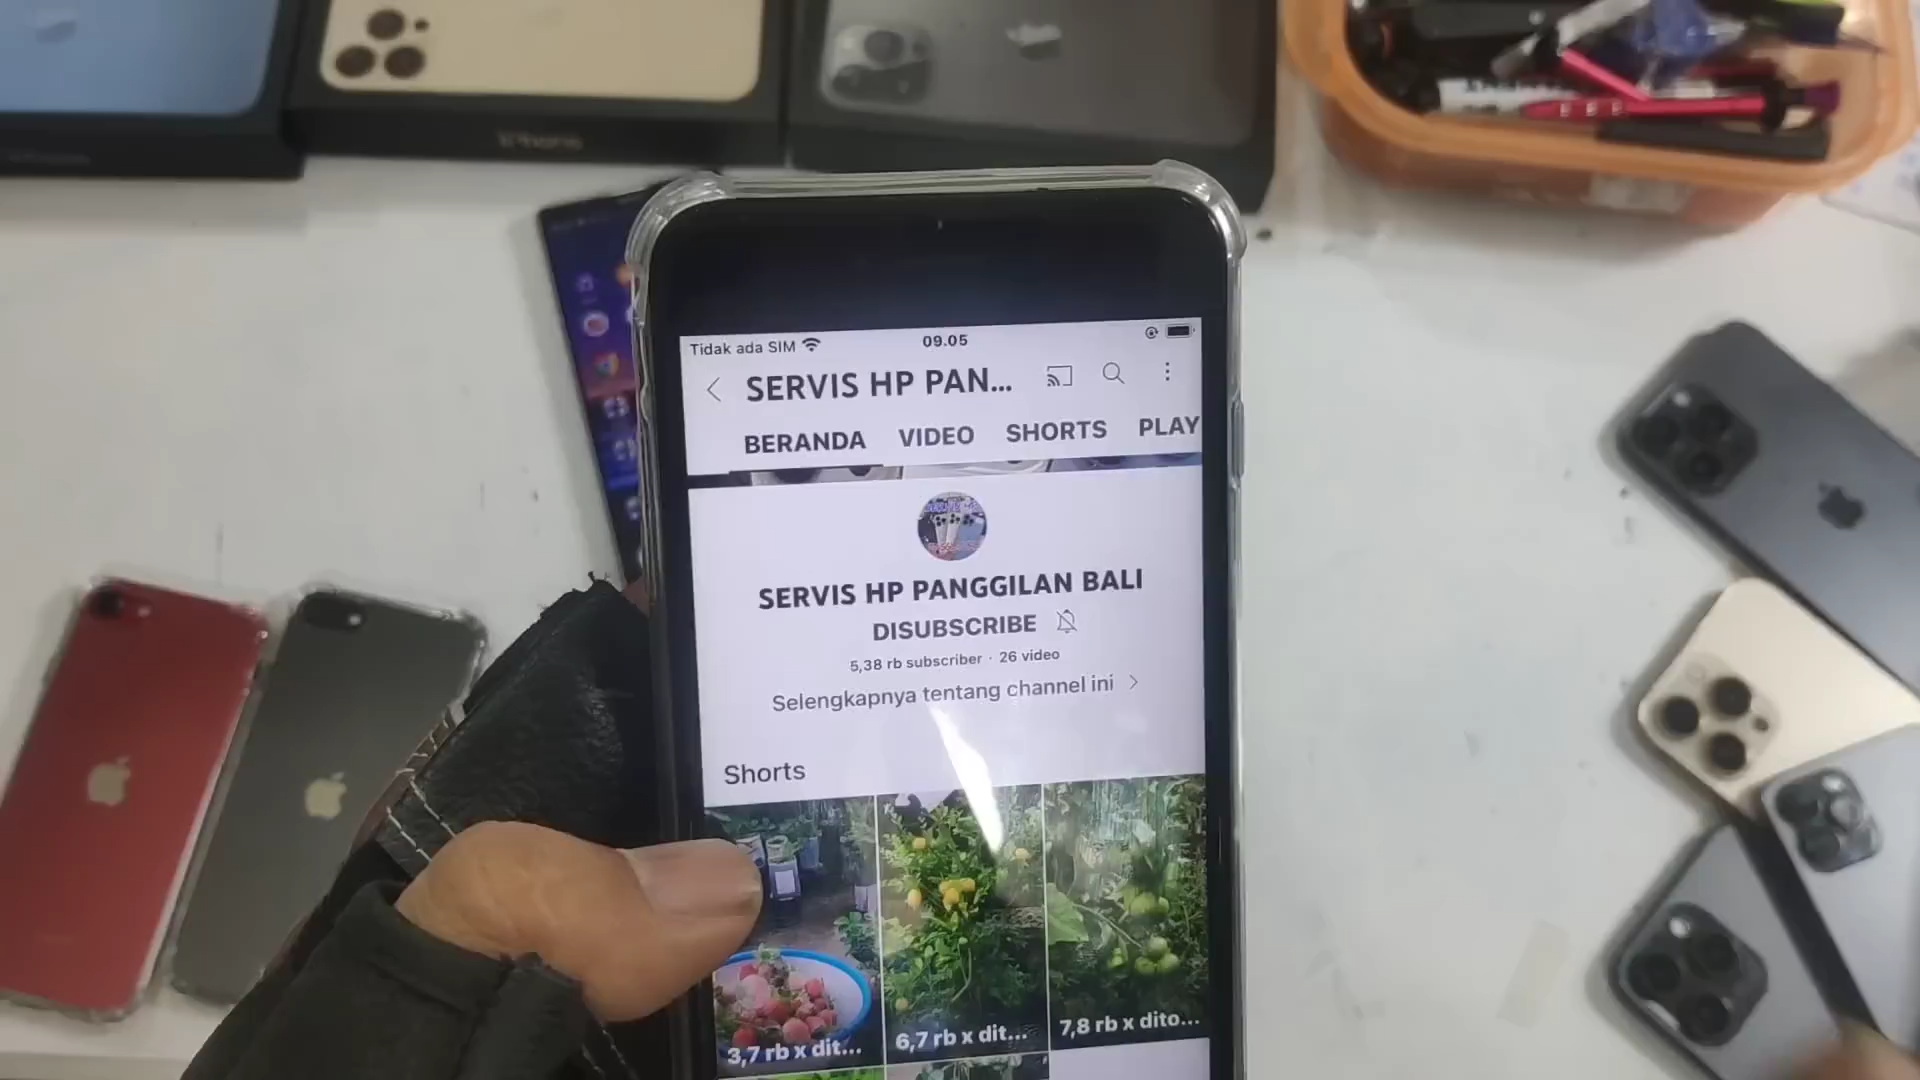 Tidak ada SIM
09.05
SERVIS HP PAN...
BERANDA VIDEO SHORTS PLAY
SERVIS HP PANGGILAN BALI
DISUBSCRIBE
5,38 rb subscriber · 26 video
Selengkapnya tentang channel ini
Shorts
3,7 rb x dit...
6,7 rb x dit...
7,8 rb x dito...